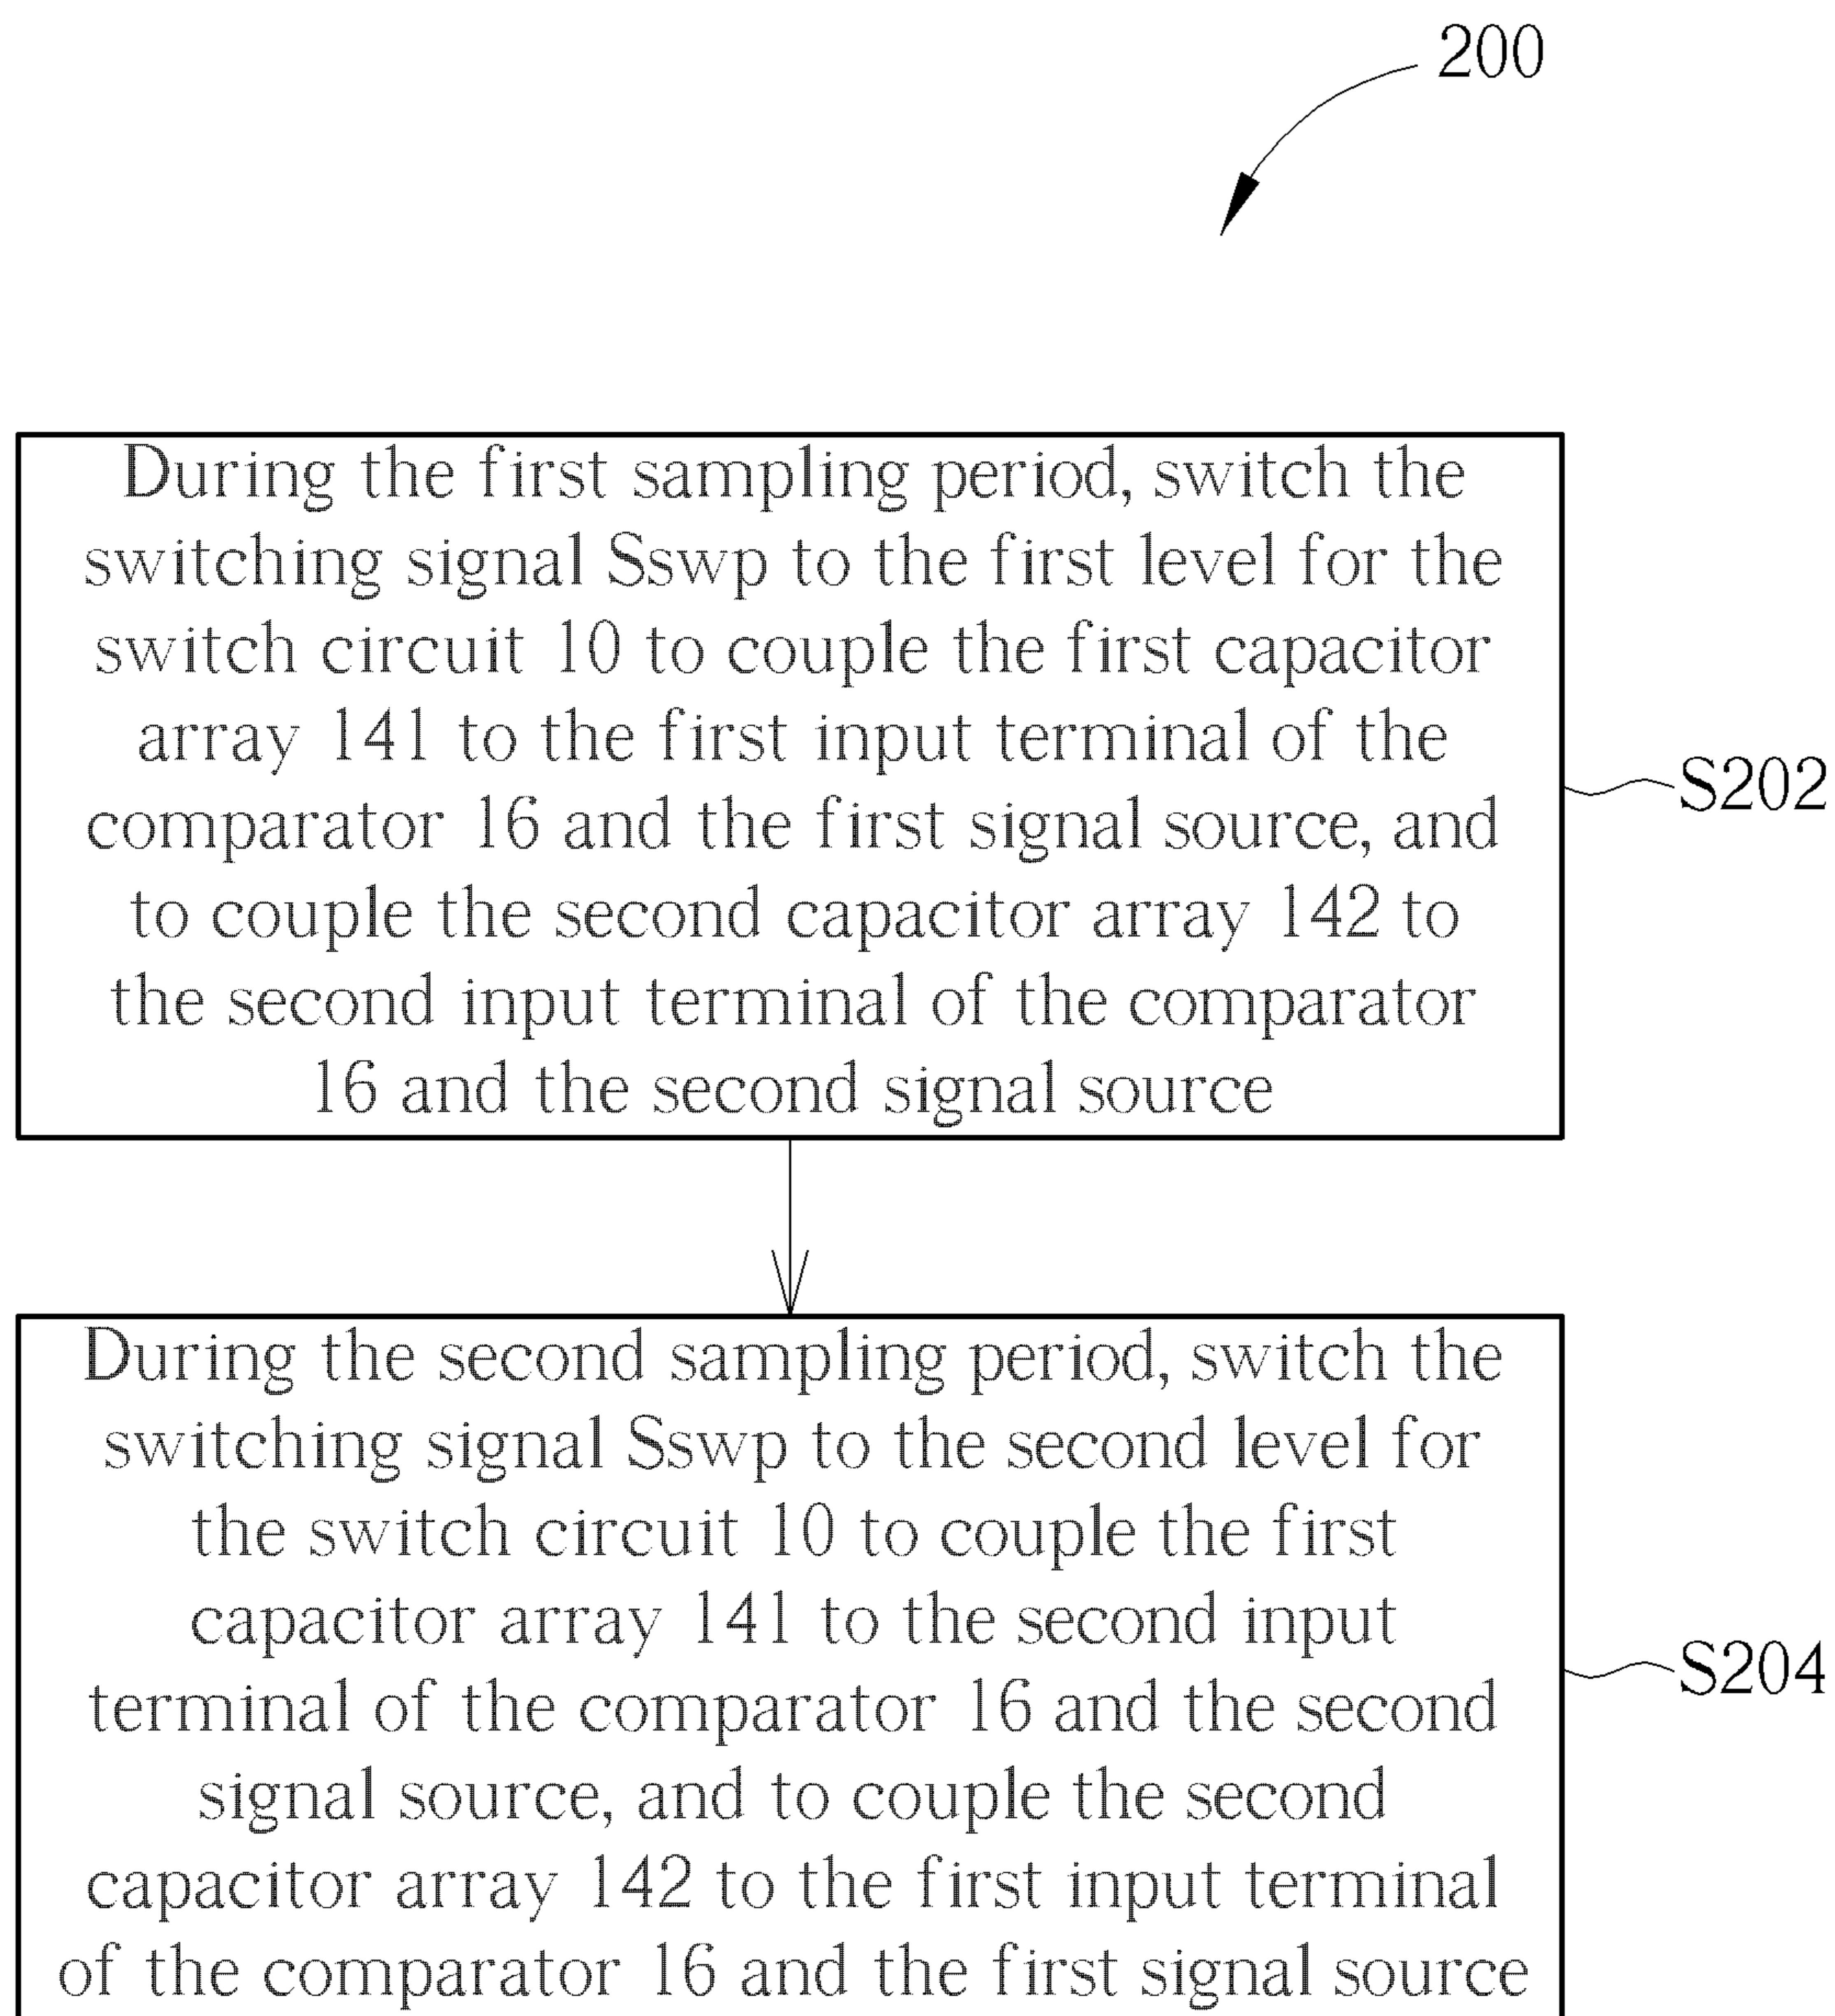 200
During the first sampling period, switch the
switching signal Sswp to the first level for the
switch circuit 10 to couple the first capacitor
array 141 to the first input terminal of the
comparator 16 and the first signal source, and
to couple the second capacitor array 142 to
the second input terminal of the comparator
16 and the second signal source
S202
During the second sampling period, switch the
switching signal Sswp to the second level for
the switch circuit 10 to couple the first
capacitor array 141 to the second input
terminal of the comparator 16 and the second
signal source, and to couple the second
capacitor array 142 to the first input terminal
of the comparator 16 and the first signal source
S204